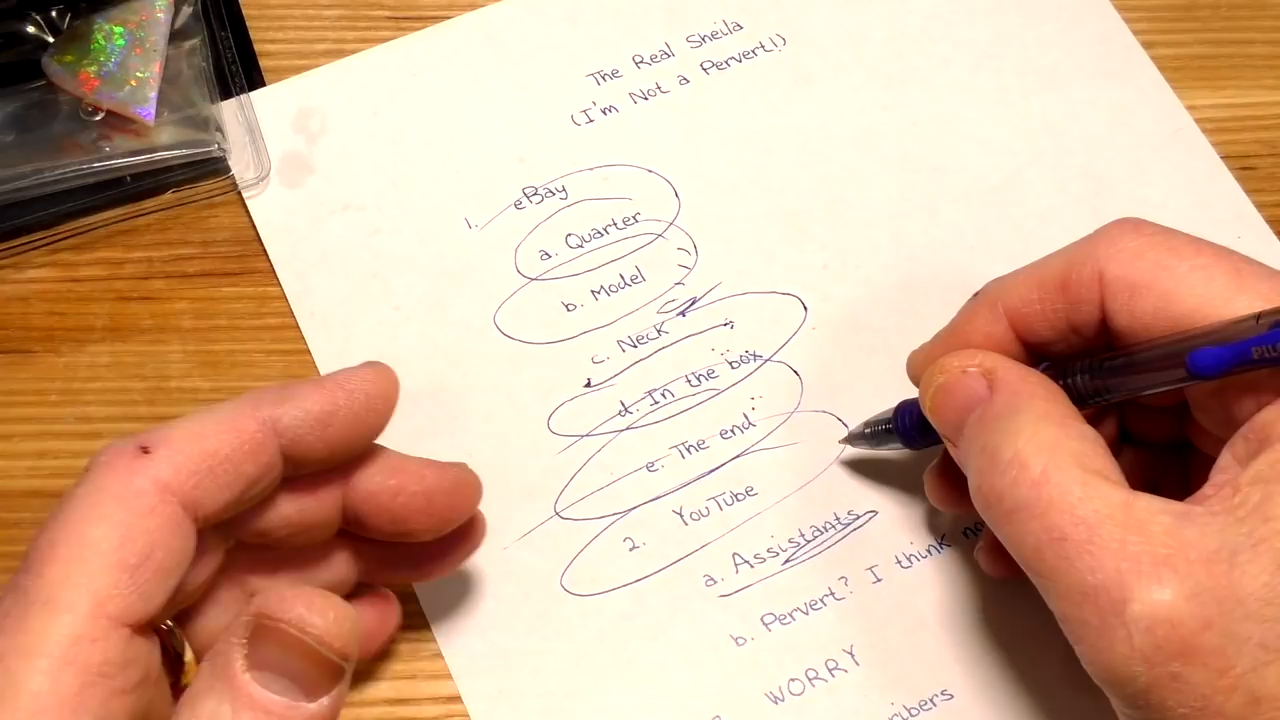 The Real Sheila
(I'm Not a Pervert!)
1. eBay
a. Quarter
b. Model
c. Neck
d. In the box
e. The end
2. YouTube
a. Assistants
b. Pervert? I think
WORRY